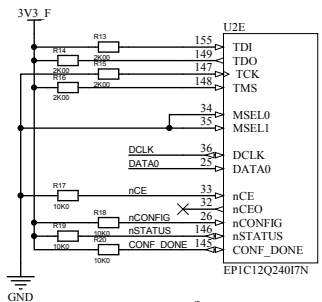 3V3_F
U2E
R13
155
TDI
R14
149
TDO
2K00
2K00
R15
147
TCK
R16
148
TMS
2K00
2K00
34
MSEL0
35
MSEL1
DCLK
36
DCLK
DATA0
25
DATA0
R17
nCE
33
nCE
10K0
32
nCEO
R18
nCONFIG
26
nCONFIG
R19
10K0
nSTATUS
146
nSTATUS
10K0
R20
CONF_DONE
145
CONF_DONE
10K0
EP1C12Q240I7N
GND